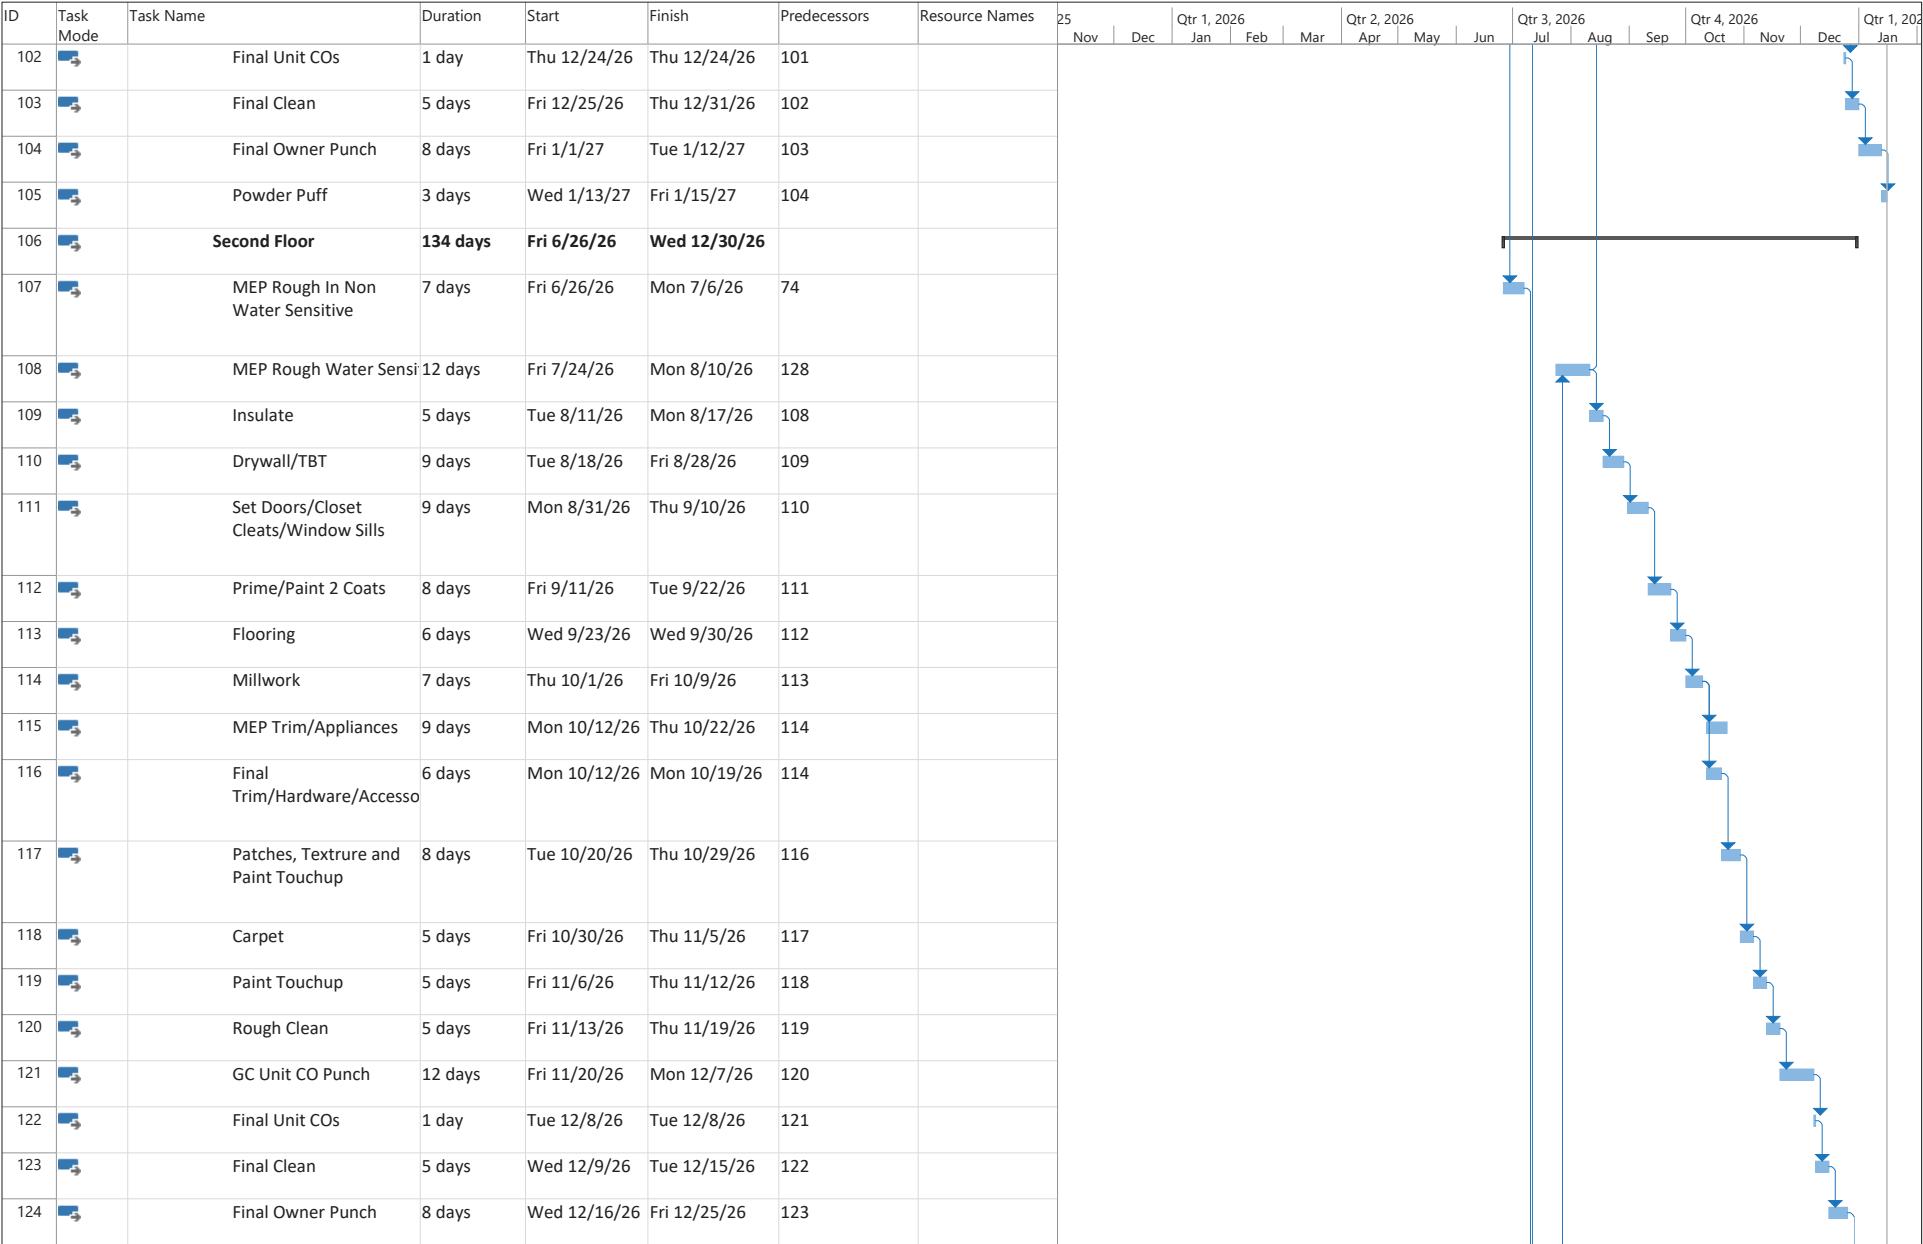 ID Task Mode Task Name Duration Start Finish Predecessors Resource Names
25 Qtr 1, 2026 Qtr 2, 2026 Qtr 3, 2026 Qtr 4, 2026 Qtr 1, 202
Nov Dec Jan Feb Mar Apr May Jun Jul Aug Sep Oct Nov Dec Jan
102 Final Unit COs 1 day Thu 12/24/26 Thu 12/24/26 101
103 Final Clean 5 days Fri 12/25/26 Thu 12/31/26 102
104 Final Owner Punch 8 days Fri 1/1/27 Tue 1/12/27 103
105 Powder Puff 3 days Wed 1/13/27 Fri 1/15/27 104
106 Second Floor 134 days Fri 6/26/26 Wed 12/30/26
107 MEP Rough In Non 7 days Fri 6/26/26 Mon 7/6/26 74
Water Sensitive
108 MEP Rough Water Sensi 12 days Fri 7/24/26 Mon 8/10/26 128
109 Insulate 5 days Tue 8/11/26 Mon 8/17/26 108
110 Drywall/TBT 9 days Tue 8/18/26 Fri 8/28/26 109
111 Set Doors/Closet 9 days Mon 8/31/26 Thu 9/10/26 110
Cleats/Window Sills
112 Prime/Paint 2 Coats 8 days Fri 9/11/26 Tue 9/22/26 111
113 Flooring 6 days Wed 9/23/26 Wed 9/30/26 112
114 Millwork 7 days Thu 10/1/26 Fri 10/9/26 113
115 MEP Trim/Appliances 9 days Mon 10/12/26 Thu 10/22/26 114
116 Final 6 days Mon 10/12/26 Mon 10/19/26 114
Trim/Hardware/Accesso
117 Patches, Textrure and 8 days Tue 10/20/26 Thu 10/29/26 116
Paint Touchup
118 Carpet 5 days Fri 10/30/26 Thu 11/5/26 117
119 Paint Touchup 5 days Fri 11/6/26 Thu 11/12/26 118
120 Rough Clean 5 days Fri 11/13/26 Thu 11/19/26 119
121 GC Unit CO Punch 12 days Fri 11/20/26 Mon 12/7/26 120
122 Final Unit COs 1 day Tue 12/8/26 Tue 12/8/26 121
123 Final Clean 5 days Wed 12/9/26 Tue 12/15/26 122
124 Final Owner Punch 8 days Wed 12/16/26 Fri 12/25/26 123